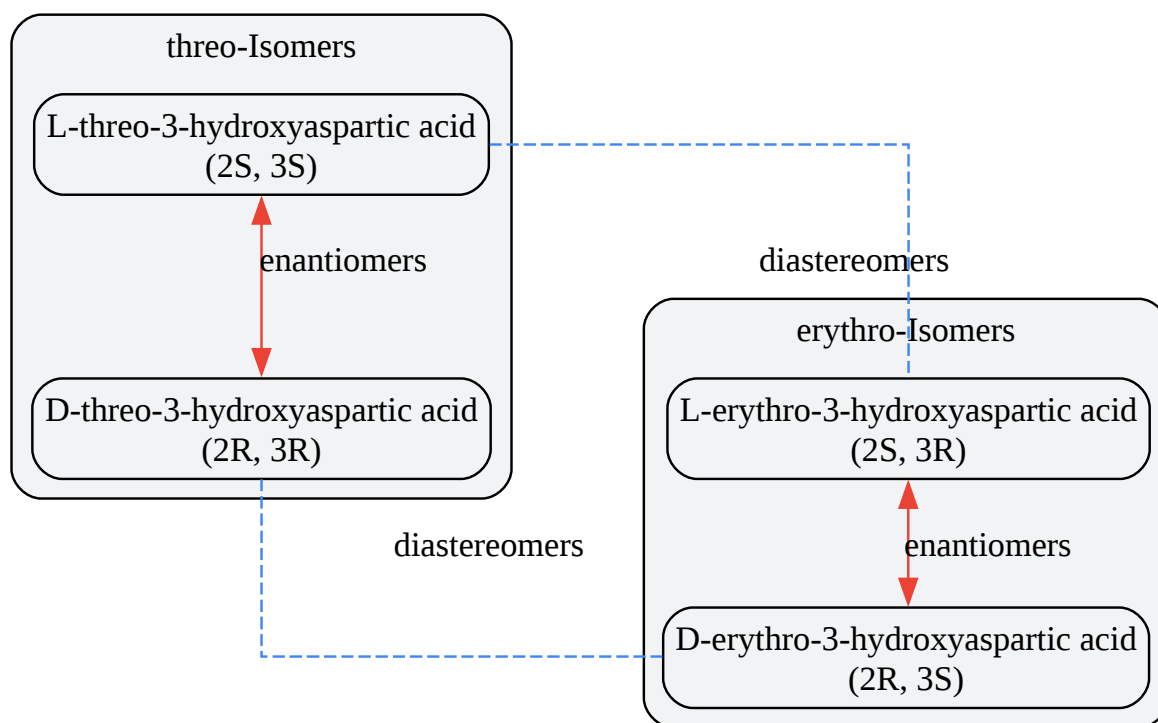 threo-Isomers
L-threo-3-hydroxyaspartic acid
(2S, 3S)
enantiomers
D-threo-3-hydroxyaspartic acid
(2R, 3R)
diastereomers
erythro-Isomers
L-erythro-3-hydroxyaspartic acid
(2S, 3R)
enantiomers
D-erythro-3-hydroxyaspartic acid
(2R, 3S)
diastereomers